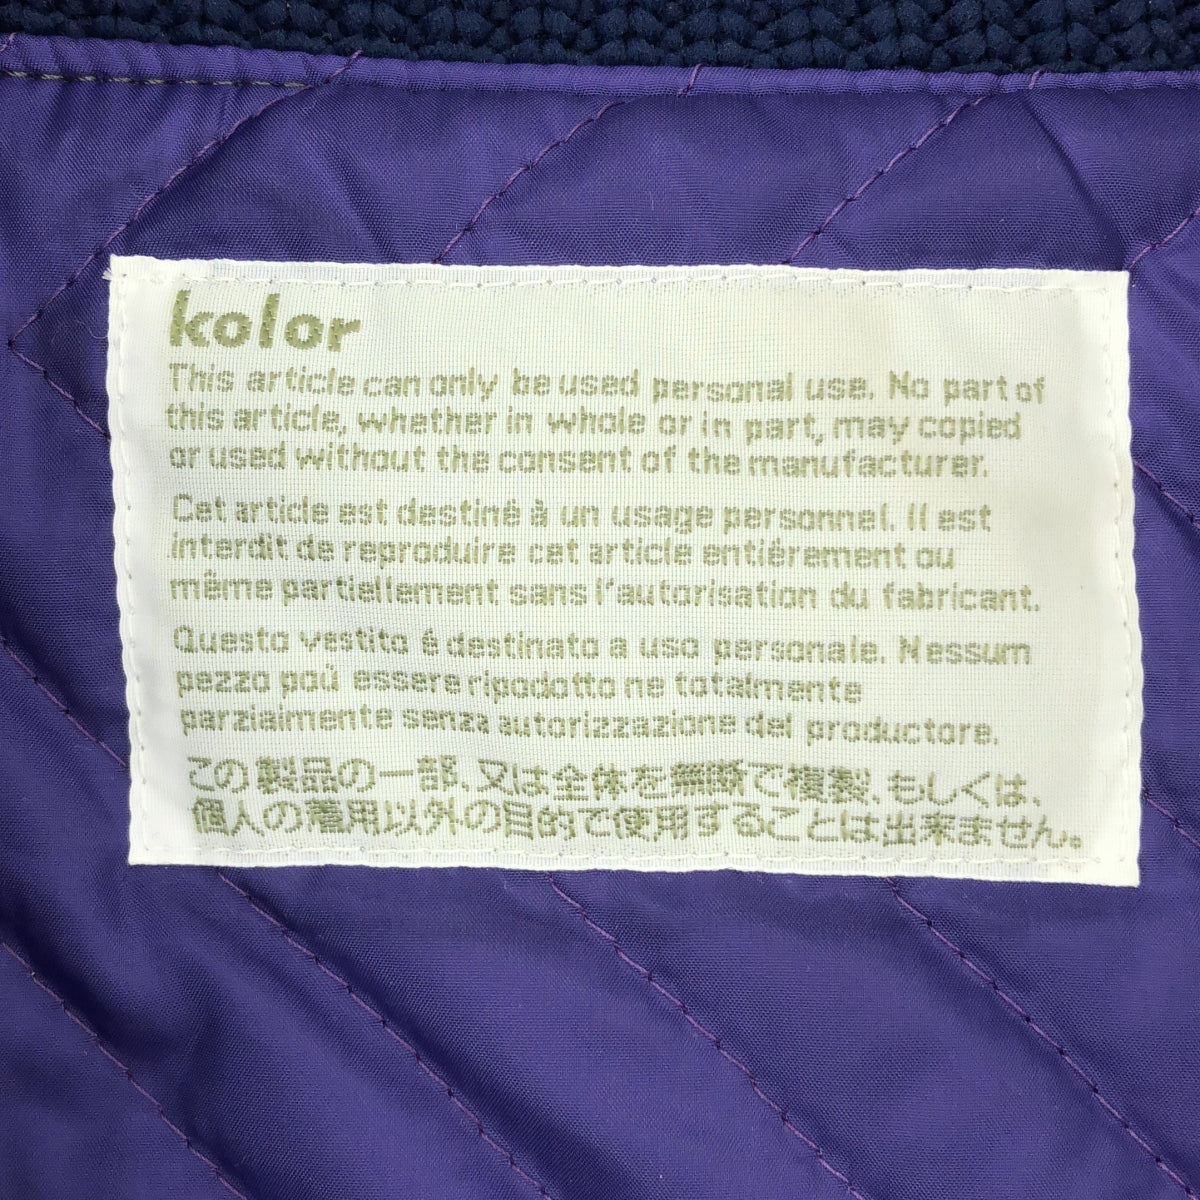 kolor
This article can only be used personal use. No part of
this article, whether in whole or in part, may copied
or used without the consent of the manufacturer.
Cet article est destiné à un usage personnel. Il est
interdit de reproduire cet article entiérement ou
même partiellement sans l'autorisation du fabricant.
Questo vestito é destinato a uso personale. Nessum
pezzo paú essere ripodotto ne totalmente
parziaimente senza autorizzazione del productore.
この製品の一部、又は全体を無断で複製、もしくは、
個人の着用以外の目的で使用することは出来ません。